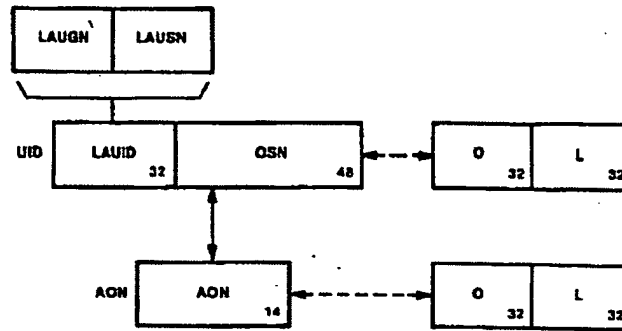 LAUGN LAUSN
UID LAUID 32 OSN 48 O 32 L 32
AON AON 14 O 32 L 32